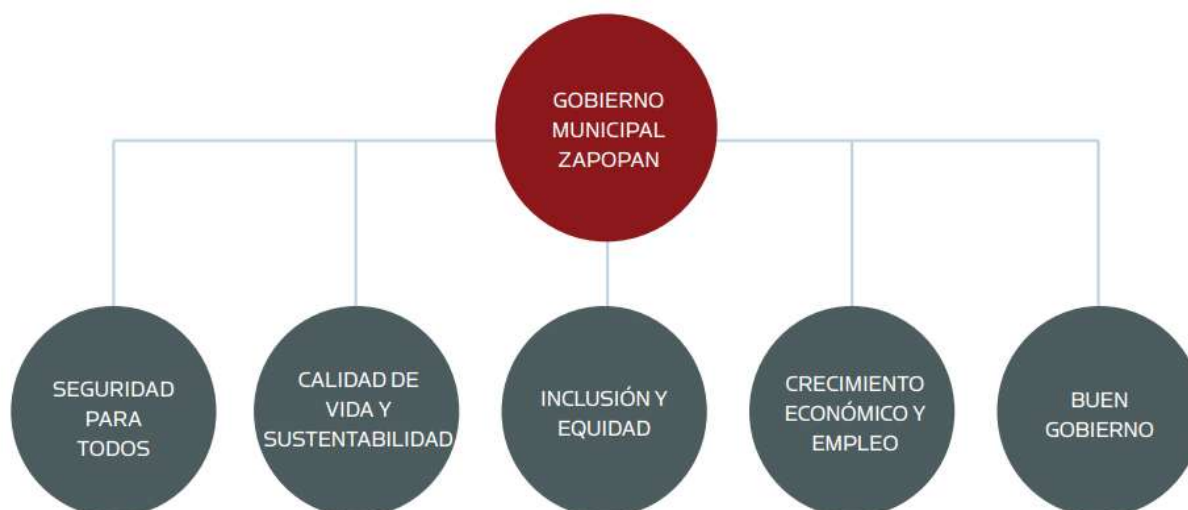 GOBIERNO
MUNICIPAL
ZAPOPAN
SEGURIDAD
PARA
TODOS
CALIDAD DE
VIDA Y
SUSTENTABILIDAD
INCLUSIÓN Y
EQUIDAD
CRECIMIENTO
ECONÓMICO Y
EMPLEO
BUEN
GOBIERNO